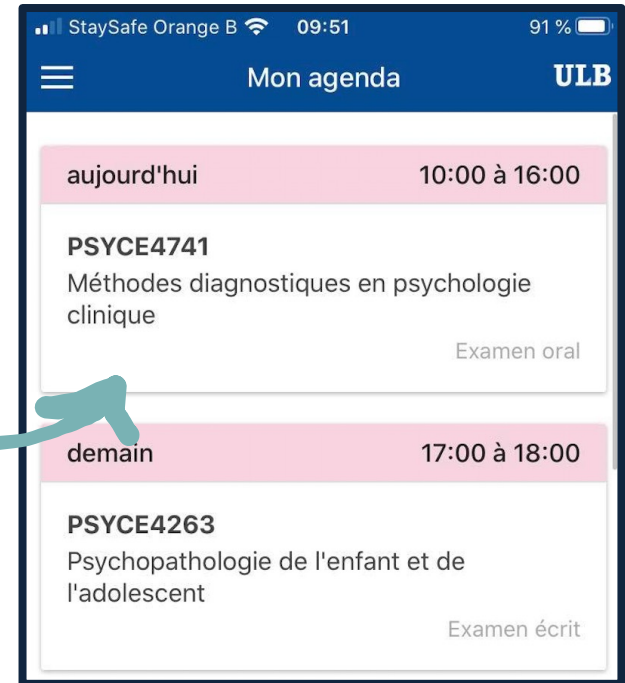 StaySafe Orange B 09:51 91 %
Mon agenda ULB
aujourd'hui 10:00 à 16:00
PSYCE4741
Méthodes diagnostiques en psychologie
clinique
Examen oral
demain 17:00 à 18:00
PSYCE4263
Psychopathologie de l'enfant et de
l'adolescent
Examen écrit